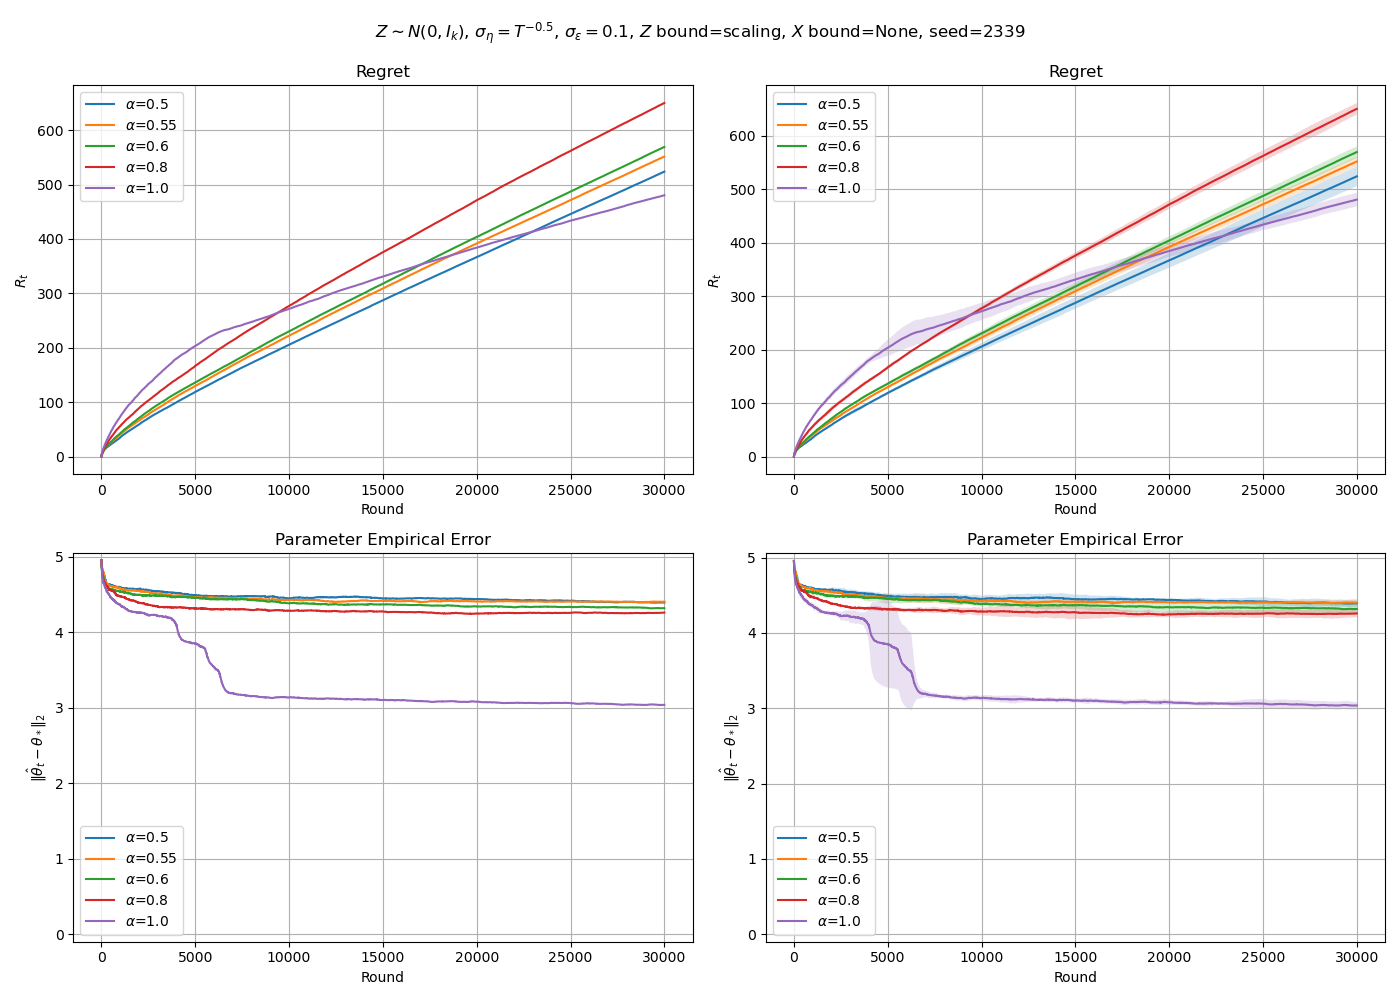 Z ∼ N(0, I_k), σ_η = T^{−0.5}, σ_ε = 0.1, Z bound=scaling, X bound=None, seed=2339
Regret
R_t
600
500
400
300
200
100
0
α=0.5
α=0.55
α=0.6
α=0.8
α=1.0
0 5000 10000 15000 20000 25000 30000
Round
Regret
R_t
600
500
400
300
200
100
0
α=0.5
α=0.55
α=0.6
α=0.8
α=1.0
0 5000 10000 15000 20000 25000 30000
Round
Parameter Empirical Error
‖θ̂_t − θ_*‖_2
5
4
3
2
1
0
α=0.5
α=0.55
α=0.6
α=0.8
α=1.0
0 5000 10000 15000 20000 25000 30000
Round
Parameter Empirical Error
‖θ̂_t − θ_*‖_2
5
4
3
2
1
0
α=0.5
α=0.55
α=0.6
α=0.8
α=1.0
0 5000 10000 15000 20000 25000 30000
Round